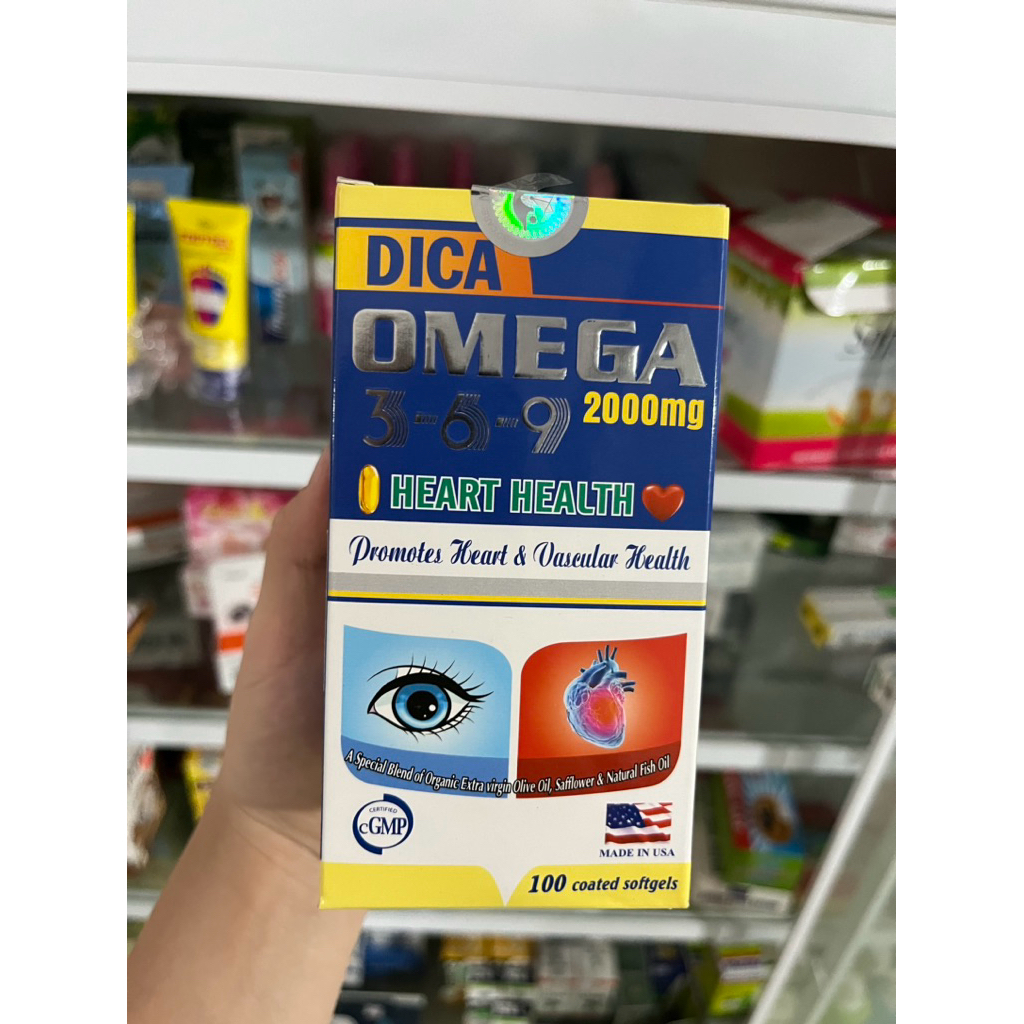 DICA
OMEGA
3-6-9 2000mg
HEART HEALTH
Promotes Heart & Vascular Health
A Special Blend of Organic Extra virgin Olive Oil, Safflower & Natural Fish Oil
CERTIFIED
cGMP
MADE IN USA
100 coated softgels